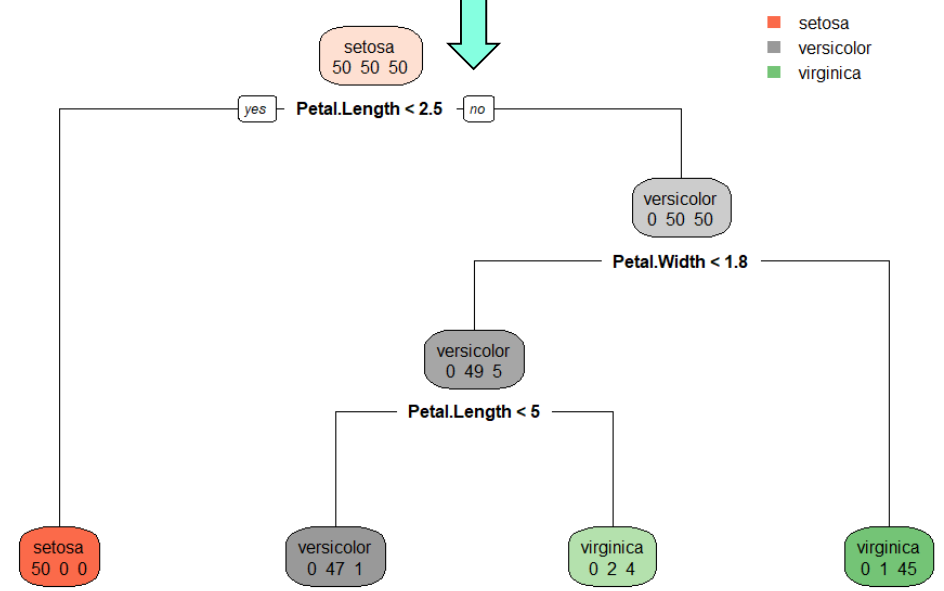 setosa
versicolor
virginica
setosa
50 50 50
yes
Petal.Length < 2.5
no
versicolor
0 50 50
Petal.Width < 1.8
versicolor
0 49 5
Petal.Length < 5
setosa
50 0 0
versicolor
0 47 1
virginica
0 2 4
virginica
0 1 45